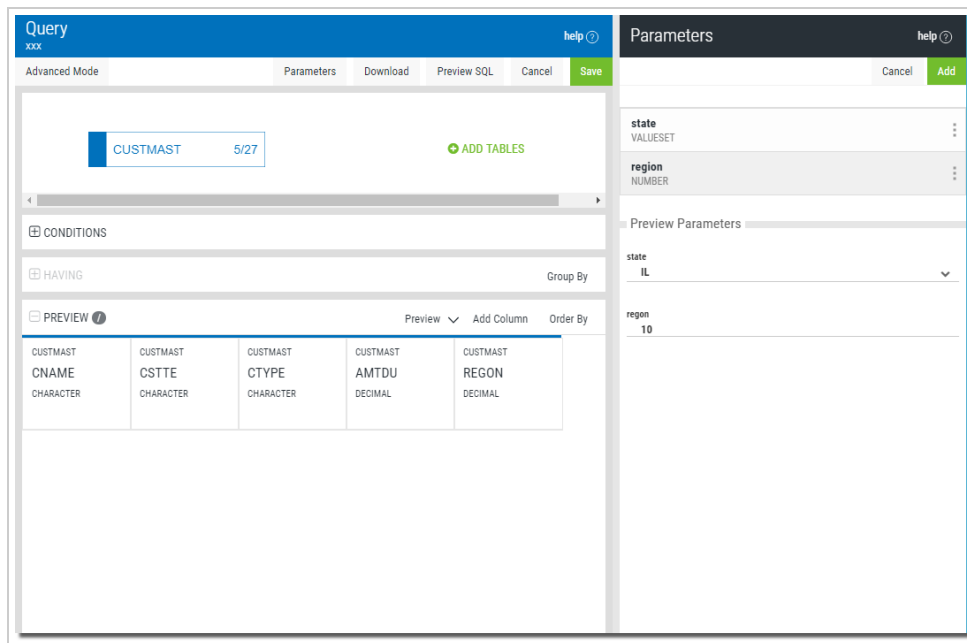 Query
xxx
help ?
Advanced Mode Parameters Download Preview SQL Cancel Save
CUSTMAST 5/27
ADD TABLES
CONDITIONS
HAVING Group By
PREVIEW i Preview Add Column Order By
CUSTMAST CUSTMAST CUSTMAST CUSTMAST CUSTMAST
CNAME CSTTE CTYPE AMTDU REGON
CHARACTER CHARACTER CHARACTER DECIMAL DECIMAL
Parameters help ?
Cancel Add
state
VALUESET
region
NUMBER
Preview Parameters
state
IL
regon
10